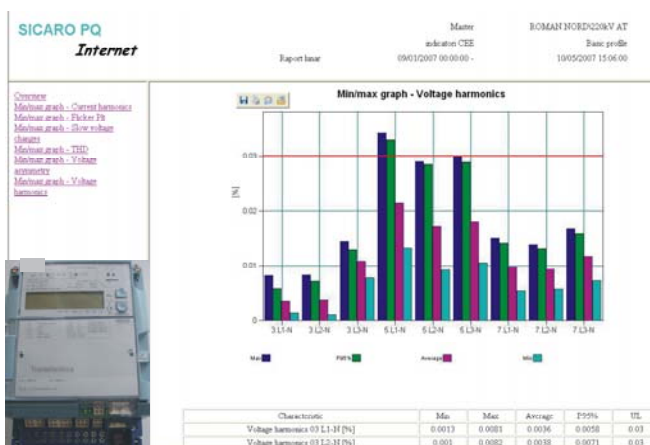 SICARO PQ
Internet
Master
ROMAN NORD\220kV AT
indicatori CEE
Basic profile
Raport lunar
09/01/2007 00:00:00 -
10/05/2007 15:06:00
Overview
Min/max graph - Current harmonics
Min/max graph - Flicker Plt
Min/max graph - Slow voltage
changes
Min/max graph - THD
Min/max graph - Voltage
asymmetry
Min/max graph - Voltage
harmonics
Min/max graph - Voltage harmonics
[%]
0.03
0.02
0.01
0
3 L1-N
3 L2-N
3 L3-N
5 L1-N
5 L2-N
5 L3-N
7 L1-N
7 L2-N
7 L3-N
Max
P95%
Average
Min
Characteristic Min Max Average P95% UL
Voltage harmonics 03 L1-N [%] 0.0013 0.0081 0.0036 0.0058 0.03
Voltage harmonics 03 L2-N [%] 0.001 0.0082 0.0038 0.0071 0.03